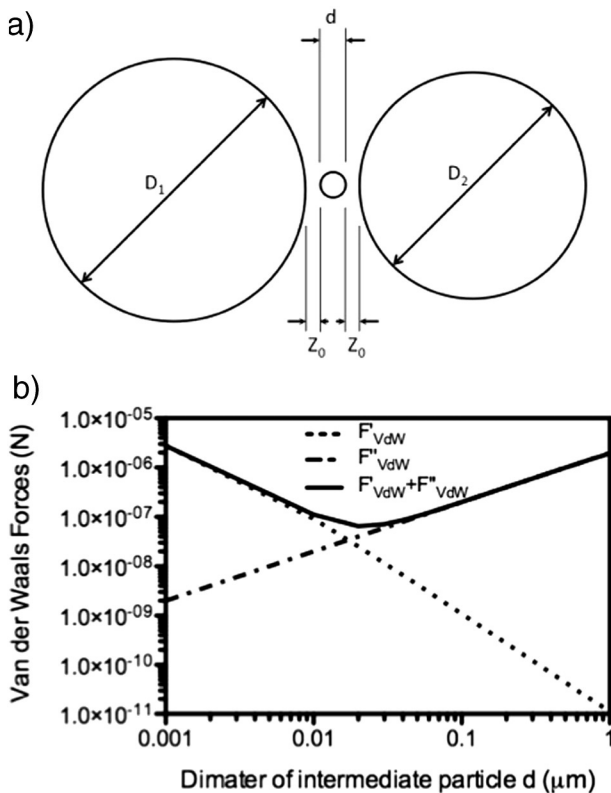 a)
d
D1
D2
Z0
Z0
b)
Van der Waals Forces (N)
1.0×10-05
1.0×10-06
1.0×10-07
1.0×10-08
1.0×10-09
1.0×10-10
1.0×10-11
F'VdW
F"VdW
F'VdW+F"VdW
0.001
0.01
0.1
1
Dimater of intermediate particle d (μm)